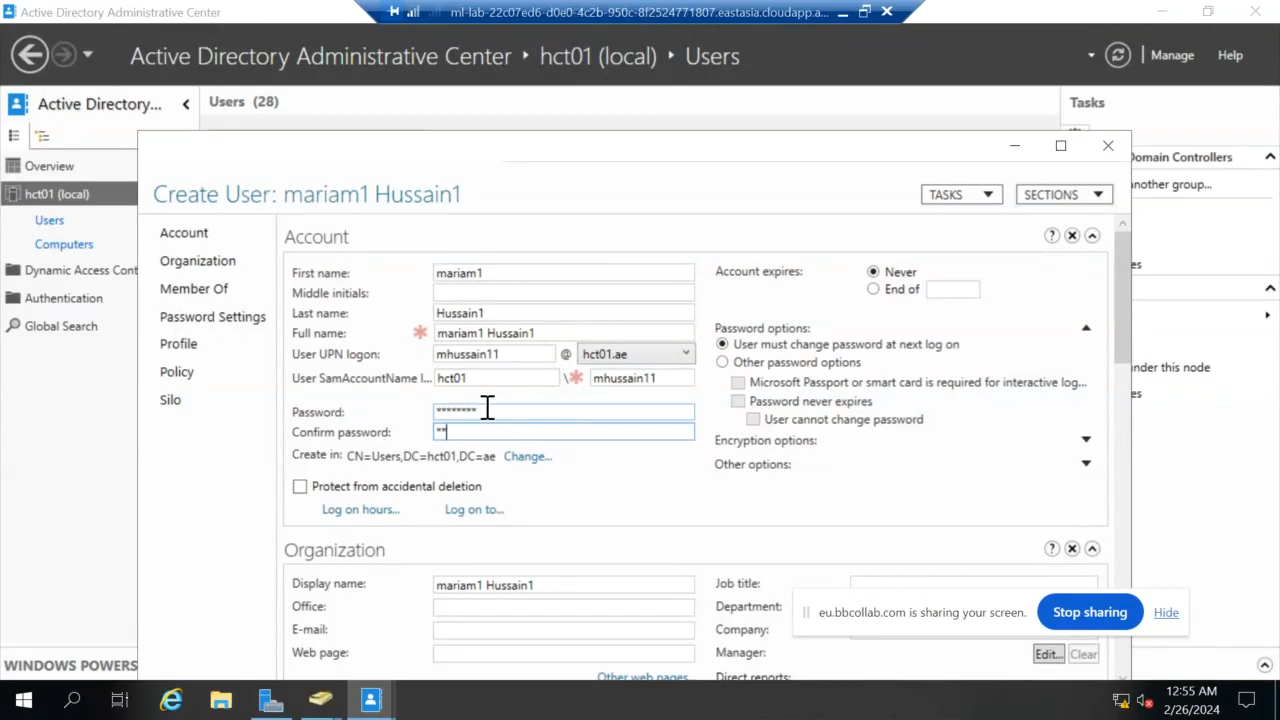 Active Directory Administrative Center
ml-lab-22c07ed6-d0e0-4c2b-950c-8f2524771807.eastasia.cloudapp.a...
Active Directory Administrative Center • hct01 (local) • Users
Manage
Help
Active Directory...
Users (28)
Tasks
Overview
hct01 (local)
Users
Computers
Dynamic Access Cont
Authentication
Global Search
Domain Controllers
another group...
es
under this node
es
Create User: mariam1 Hussain1
TASKS
SECTIONS
Account
Organization
Member Of
Password Settings
Profile
Policy
Silo
Account
First name:
mariam1
Middle initials:
Last name:
Hussain1
Full name:
* mariam1 Hussain1
User UPN logon:
mhussain11 @ hct01.ae
User SamAccountName l...
hct01 \* mhussain11
Password:
********
Confirm password:
**
Create in: CN=Users,DC=hct01,DC=ae Change...
Protect from accidental deletion
Log on hours...
Log on to...
Account expires:
Never
End of
Password options:
User must change password at next log on
Other password options
Microsoft Passport or smart card is required for interactive log...
Password never expires
User cannot change password
Encryption options:
Other options:
Organization
Display name:
mariam1 Hussain1
Office:
E-mail:
Web page:
Other web pages
Job title:
Department:
Company:
Manager:
Edit...
Clear
Direct reports:
eu.bbcollab.com is sharing your screen.
Stop sharing
Hide
WINDOWS POWERS
12:55 AM
2/26/2024